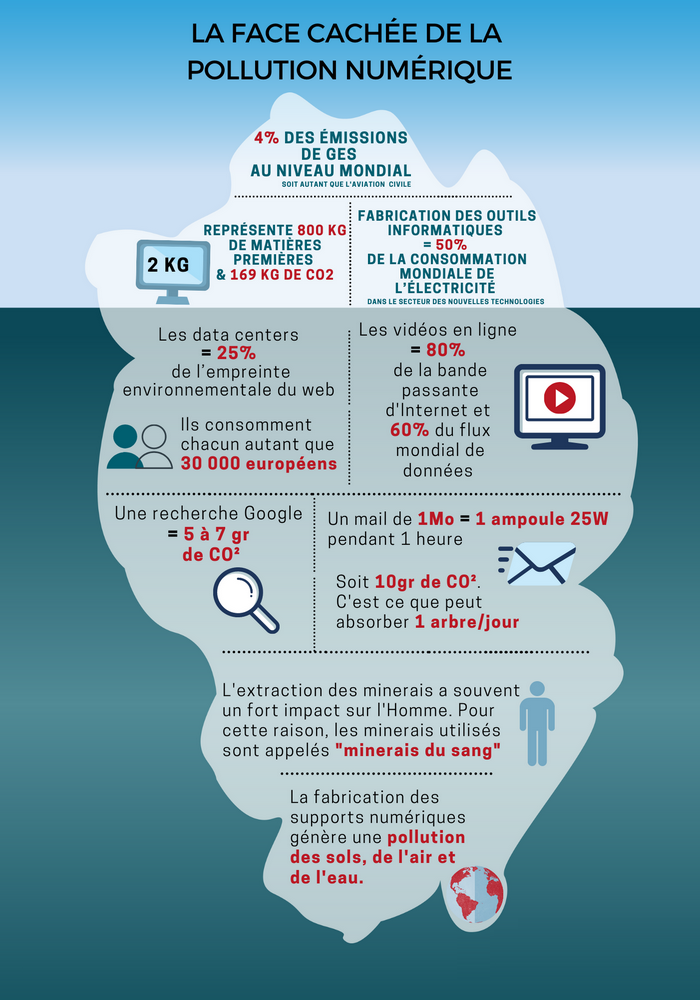 LA FACE CACHÉE DE LA
POLLUTION NUMÉRIQUE
4% DES ÉMISSIONS
DE GES
AU NIVEAU MONDIAL
SOIT AUTANT QUE L'AVIATION CIVILE
2 KG
REPRÉSENTE 800 KG
DE MATIÈRES
PREMIÈRES
& 169 KG DE CO2
FABRICATION DES OUTILS
INFORMATIQUES
= 50%
DE LA CONSOMMATION
MONDIALE DE
L'ÉLECTRICITÉ
DANS LE SECTEUR DES NOUVELLES TECHNOLOGIES
Les data centers
= 25%
de l'empreinte
environnementale du web
Ils consomment
chacun autant que
30 000 européens
Les vidéos en ligne
= 80%
de la bande
passante
d'Internet et
60% du flux
mondial de
données
Une recherche Google
= 5 à 7 gr
de CO²
Un mail de 1Mo = 1 ampoule 25W
pendant 1 heure
Soit 10gr de CO².
C'est ce que peut
absorber 1 arbre/jour
L'extraction des minerais a souvent
un fort impact sur l'Homme. Pour
cette raison, les minerais utilisés
sont appelés "minerais du sang"
La fabrication des
supports numériques
génère une pollution
des sols, de l'air et
de l'eau.